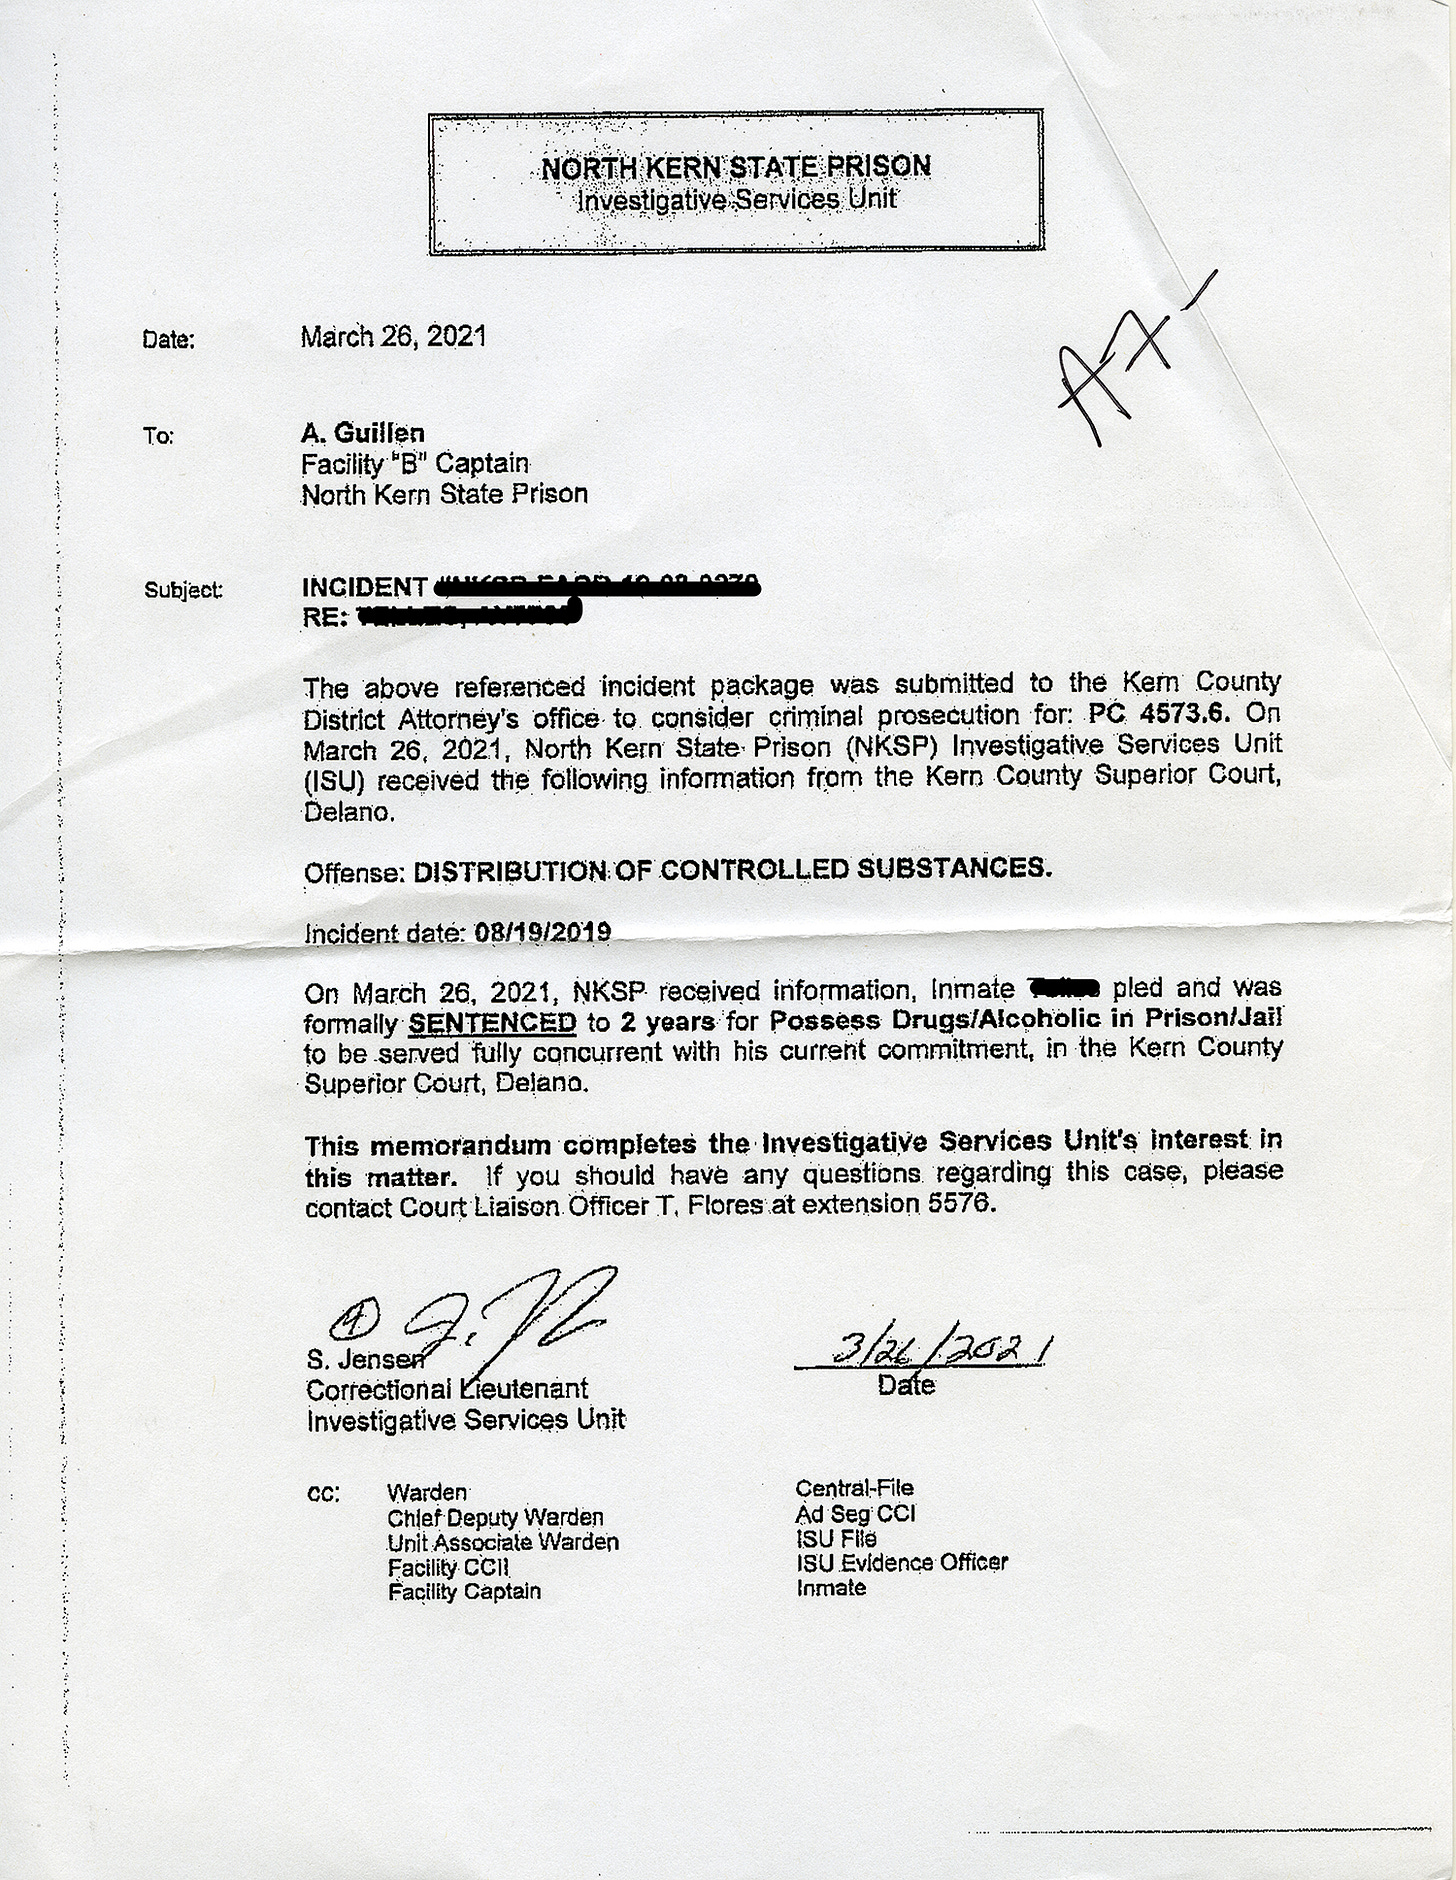 NORTH KERN STATE PRISON
Investigative Services Unit
Date: March 26, 2021
To: A. Guillen
Facility "B" Captain
North Kern State Prison
Subject: INCIDENT
RE:
The above referenced incident package was submitted to the Kern County
District Attorney's office to consider criminal prosecution for: PC 4573.6. On
March 26, 2021, North Kern State Prison (NKSP) Investigative Services Unit
(ISU) received the following information from the Kern County Superior Court,
Delano.
Offense: DISTRIBUTION OF CONTROLLED SUBSTANCES.
Incident date: 08/19/2019
On March 26, 2021, NKSP received information, Inmate pled and was
formally SENTENCED to 2 years for Possess Drugs/Alcoholic in Prison/Jail
to be served fully concurrent with his current commitment, in the Kern County
Superior Court, Delano.
This memorandum completes the Investigative Services Unit's interest in
this matter. If you should have any questions regarding this case, please
contact Court Liaison Officer T. Flores at extension 5576.
3/26/2021
S. Jensen
Date
Correctional Lieutenant
Investigative Services Unit
cc: Warden
Chief Deputy Warden
Unit Associate Warden
Facility CCII
Facility Captain
Central-File
Ad Seg CCI
ISU File
ISU Evidence Officer
Inmate